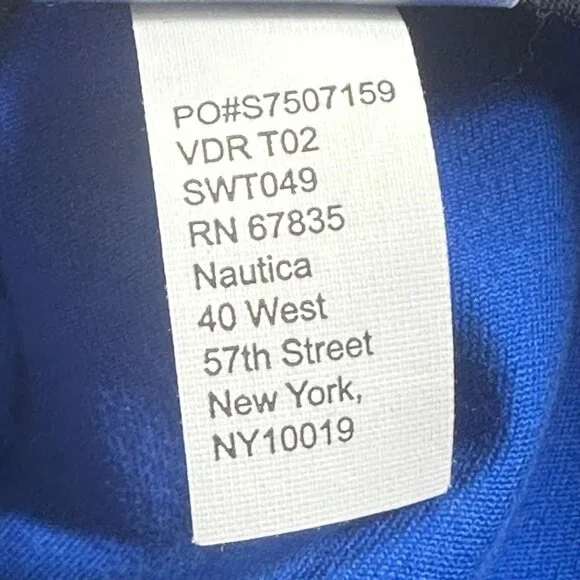 PO#S7507159
VDR T02
SWT049
RN 67835
Nautica
40 West
57th Street
New York,
NY10019